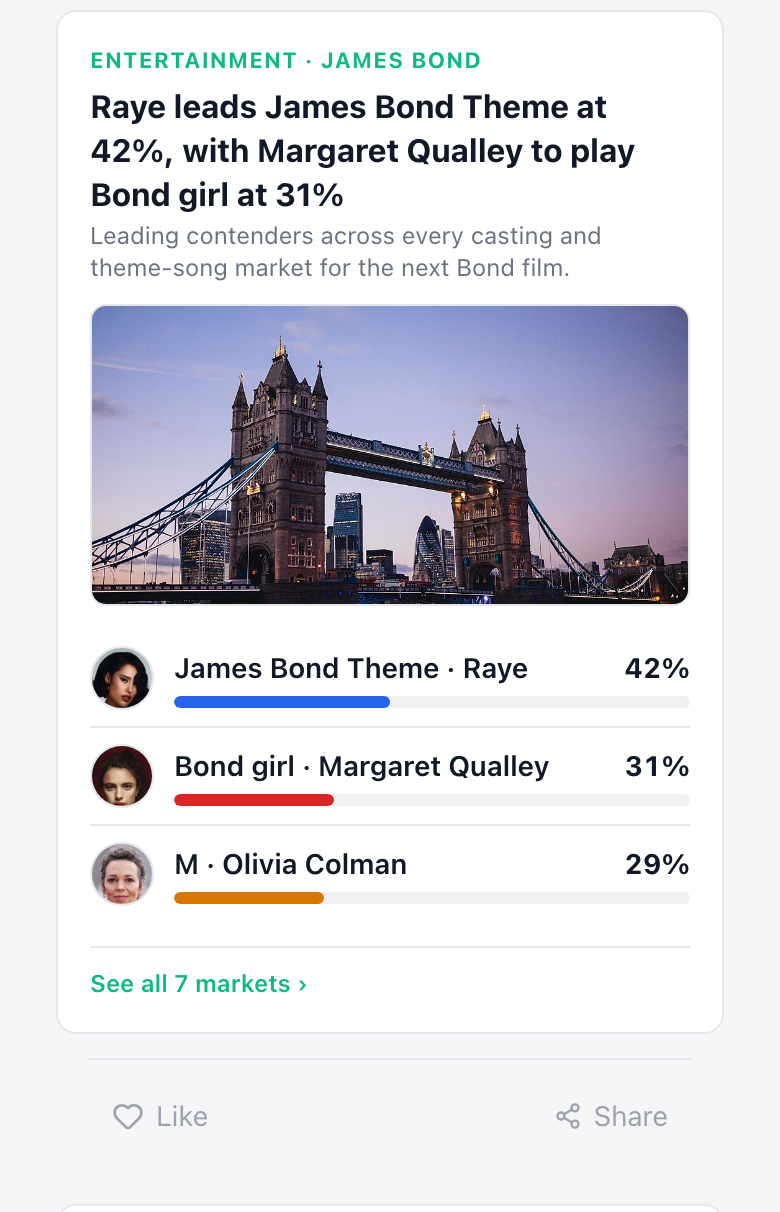 ENTERTAINMENT · JAMES BOND
Raye leads James Bond Theme at
42%, with Margaret Qualley to play
Bond girl at 31%
Leading contenders across every casting and
theme-song market for the next Bond film.
James Bond Theme · Raye 42%
Bond girl · Margaret Qualley 31%
M · Olivia Colman 29%
See all 7 markets ›
Like Share